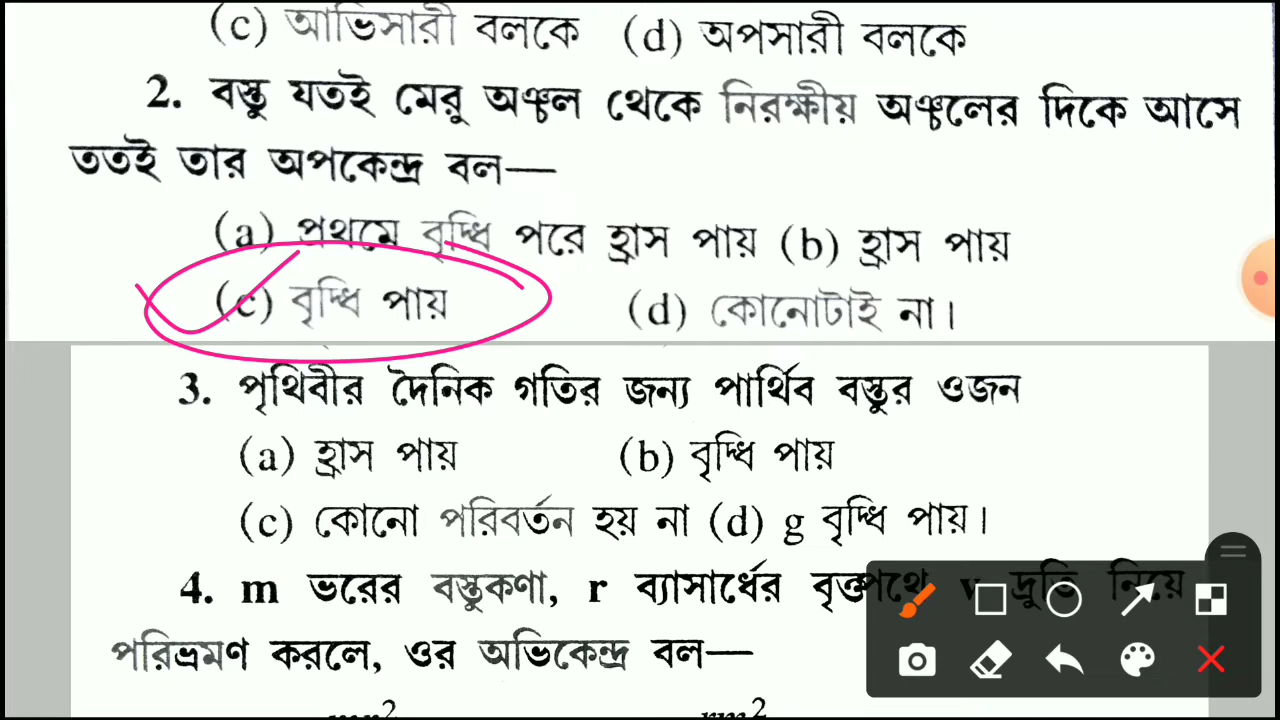 (c) আভিসারী বলকে (d) অপসারী বলকে
2. বস্তু যতই মেরু অঞ্চল থেকে নিরক্ষীয় অঞ্চলের দিকে আসে
ততই তার অপকেন্দ্র বল—
(a) প্রথমে বৃদ্ধি পরে হ্রাস পায় (b) হ্রাস পায়
(c) বৃদ্ধি পায় (d) কোনোটাই না।
3. পৃথিবীর দৈনিক গতির জন্য পার্থিব বস্তুর ওজন
(a) হ্রাস পায় (b) বৃদ্ধি পায়
(c) কোনো পরিবর্তন হয় না (d) g বৃদ্ধি পায়।
4. m ভরের বস্তুকণা, r ব্যাসার্ধের বৃত্তপথে v দ্রুতি নিয়ে
পরিভ্রমণ করলে, ওর অভিকেন্দ্র বল—